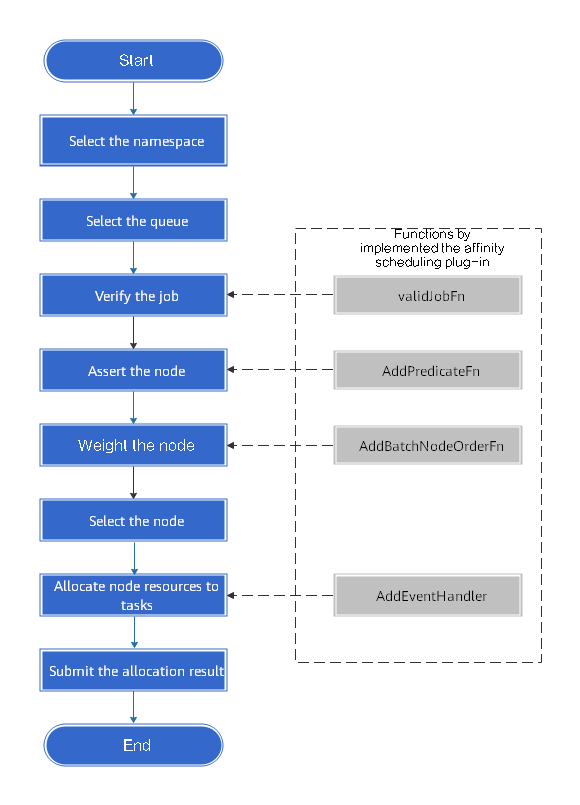 Start
Select the namespace
Select the queue
Functions by
implemented the affinity
scheduling plug-in
Verify the job
validJobFn
Assert the node
AddPredicateFn
Weight the node
AddBatchNodeOrderFn
Select the node
Allocate node resources to
tasks
AddEventHandler
Submit the allocation result
End